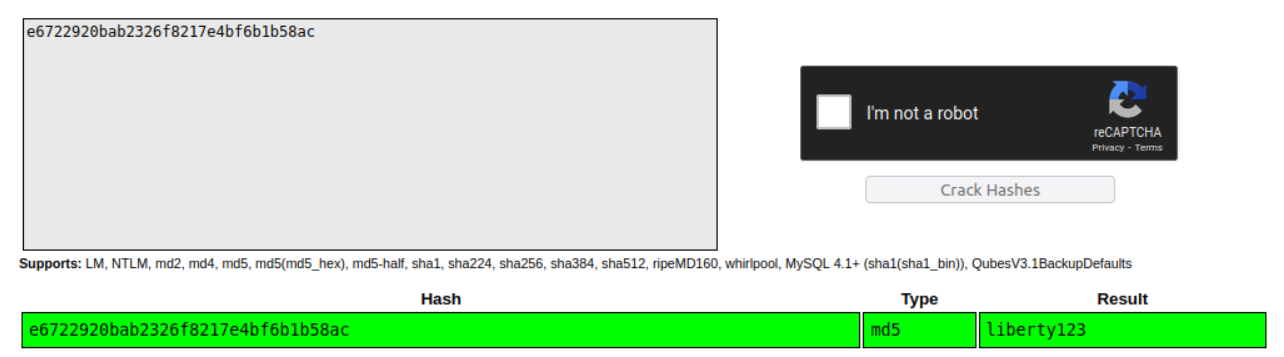 e6722920bab2326f8217e4bf6b1b58ac
I'm not a robot
reCAPTCHA
Privacy - Terms
Crack Hashes
Supports: LM, NTLM, md2, md4, md5, md5(md5_hex), md5-half, sha1, sha224, sha256, sha384, sha512, ripeMD160, whirlpool, MySQL 4.1+ (sha1(sha1_bin)), QubesV3.1BackupDefaults
Hash Type Result
e6722920bab2326f8217e4bf6b1b58ac md5 liberty123